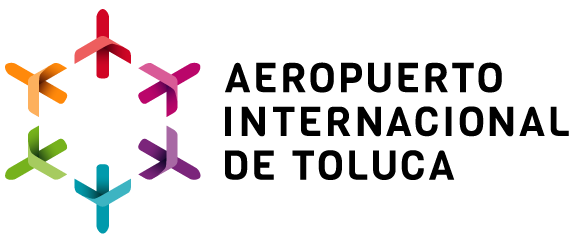 AEROPUERTO
INTERNACIONAL
DE TOLUCA